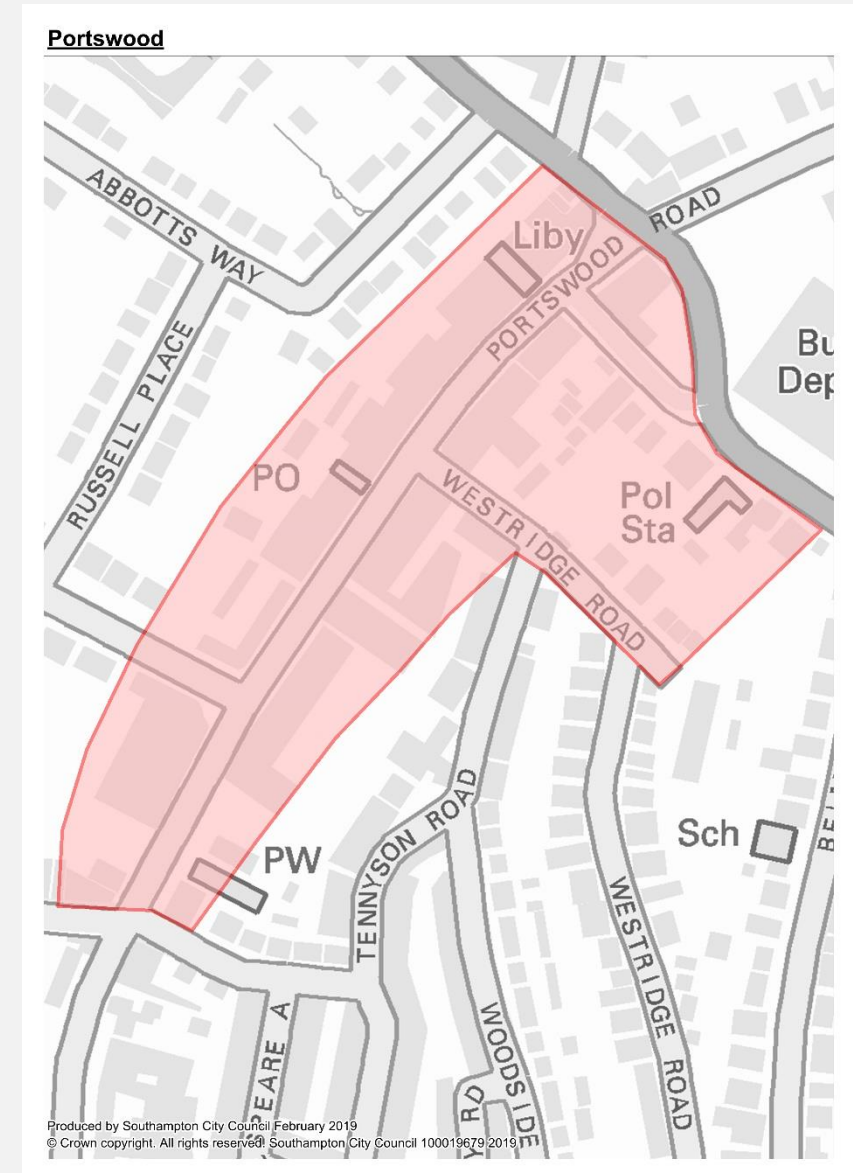 Portswood
ABBOTTS WAY
Liby
PORTSWOOD ROAD
RUSSELL PLACE
Bu
Dep
PO
WESTRIDGE ROAD
Pol
Sta
PW
TENNYSON ROAD
Sch
WESTRIDGE ROAD
WOODSIDE
SPEARE A
Y RD
Produced by Southampton City Council February 2019
© Crown copyright. All rights reserved. Southampton City Council 100019679 2019